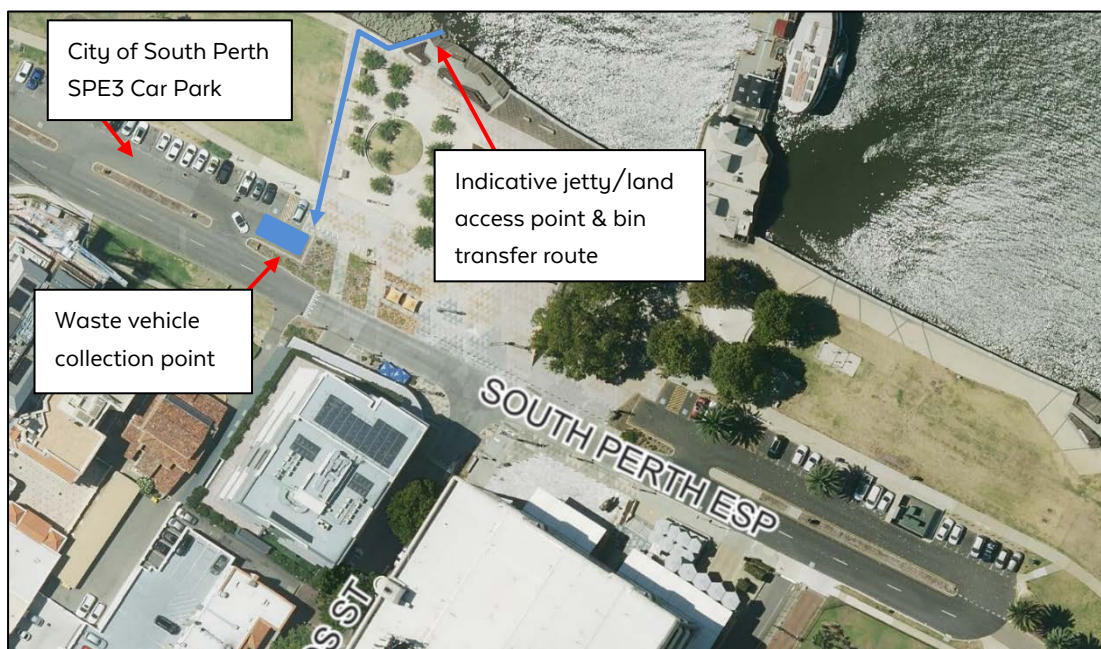 City of South Perth
SPE3 Car Park
Indicative jetty/land
access point & bin
transfer route
Waste vehicle
collection point
SOUTH PERTH ESP
SS ST